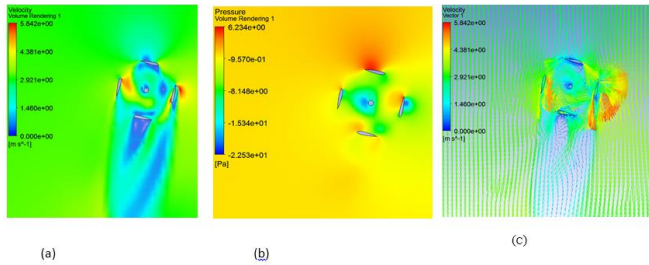 Velocity
Volume Rendering 1
5.842e+00
4.381e+00
2.921e+00
1.460e+00
0.000e+00
[m s^-1]
(a)
Pressure
Volume Rendering 1
6.234e+00
-9.570e-01
-8.148e+00
-1.534e+01
-2.253e+01
[Pa]
(b)
Velocity
Vector 1
5.842e+00
4.381e+00
2.921e+00
1.460e+00
0.000e+00
[m s^-1]
(c)